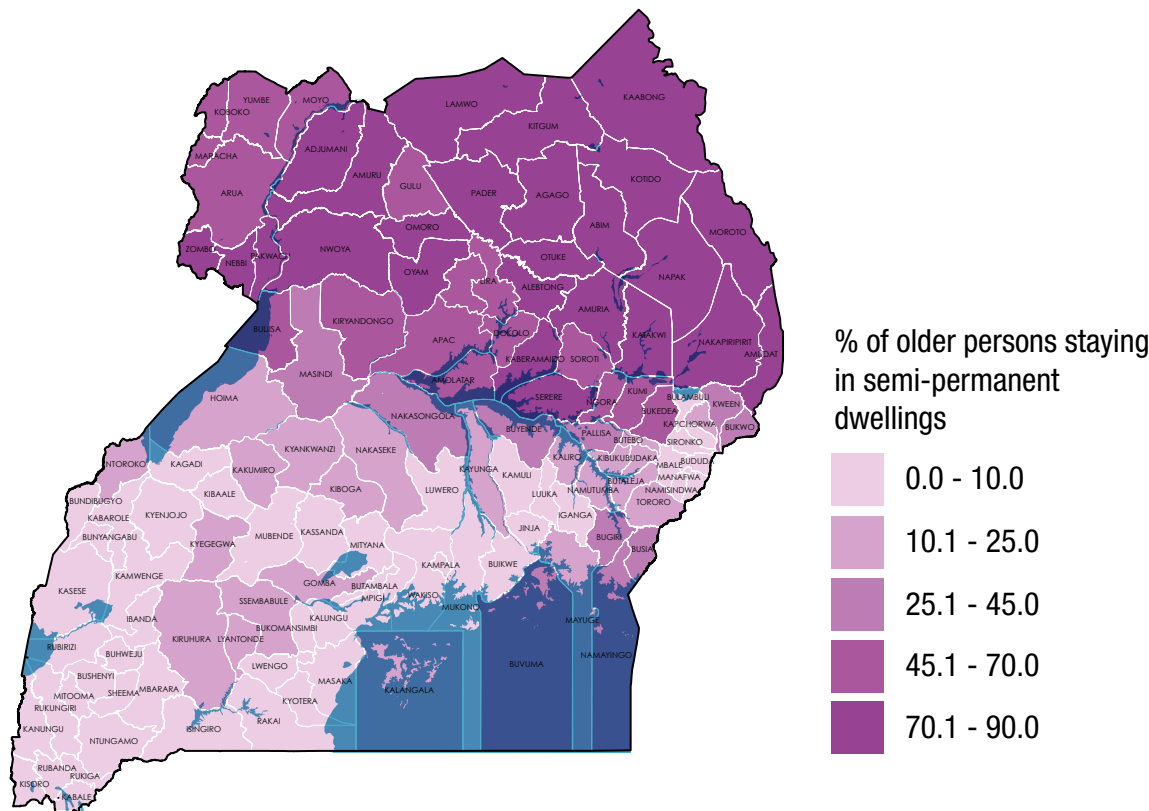 KAABONG
LAMWO
YUMBE
MOYO
KOBOKO
KITGUM
ADJUMANI
MARACHA
AMURU
GULU
KOTIDO
ARUA
PADER
AGAGO
ABIM
OMORO
MOROTO
ZOMBO
NWOYA
PAKWACH
NEBBI
OTUKE
OYAM
NAPAK
LIRA
ALEBTONG
AMURIA
KIRYANDONGO
BULIISA
DOKOLO
KATAKWI
APAC
NAKAPIRIPIRIT
KABERAMAIDO
SOROTI
AMUDAT
MASINDI
AMOLATAR
KUMI
SERERE
NGORA
BULAMBULI
HOIMA
KWEEN
BUKEDEA
NAKASONGOLA
KAPCHORWA
BUKWO
BUYENDE
PALLISA
BUTEBO
SIRONKO
KYANKWANZI
NAKASEKE
KALIRO
KIBUKU
BUDAKA
BUDUDA
NTOROKO
KAGADI
KAKUMIRO
KAYUNGA
KAMULI
MBALE
MANAFWA
BUTALEJA
KIBOGA
LUWERO
LUUKA
NAMUTUMBA
NAMISINDWA
BUNDIBUGYO
KIBAALE
TORORO
KABAROLE
KYENJOJO
IGANGA
BUNYANGABU
MUBENDE
KASSANDA
JINJA
BUGIRI
KYEGEGWA
MITYANA
BUSIA
KAMWENGE
KAMPALA
BUIKWE
KASESE
GOMBA
BUTAMBALA
MPIGI
WAKISO
SSEMBABULE
MUKONO
IBANDA
KALUNGU
MAYUGE
BUKOMANSIMBI
KIRUHURA
LYANTONDE
RUBIRIZI
BUHWEJU
NAMAYINGO
LWENGO
BUVUMA
BUSHENYI
MASAKA
MITOOMA
SHEEMA
MBARARA
KALANGALA
KYOTERA
RUKUNGIRI
RAKAI
KANUNGU
ISINGIRO
NTUNGAMO
RUBANDA
RUKIGA
KISORO
KABALE
% of older persons staying
in semi-permanent
dwellings
0.0 - 10.0
10.1 - 25.0
25.1 - 45.0
45.1 - 70.0
70.1 - 90.0